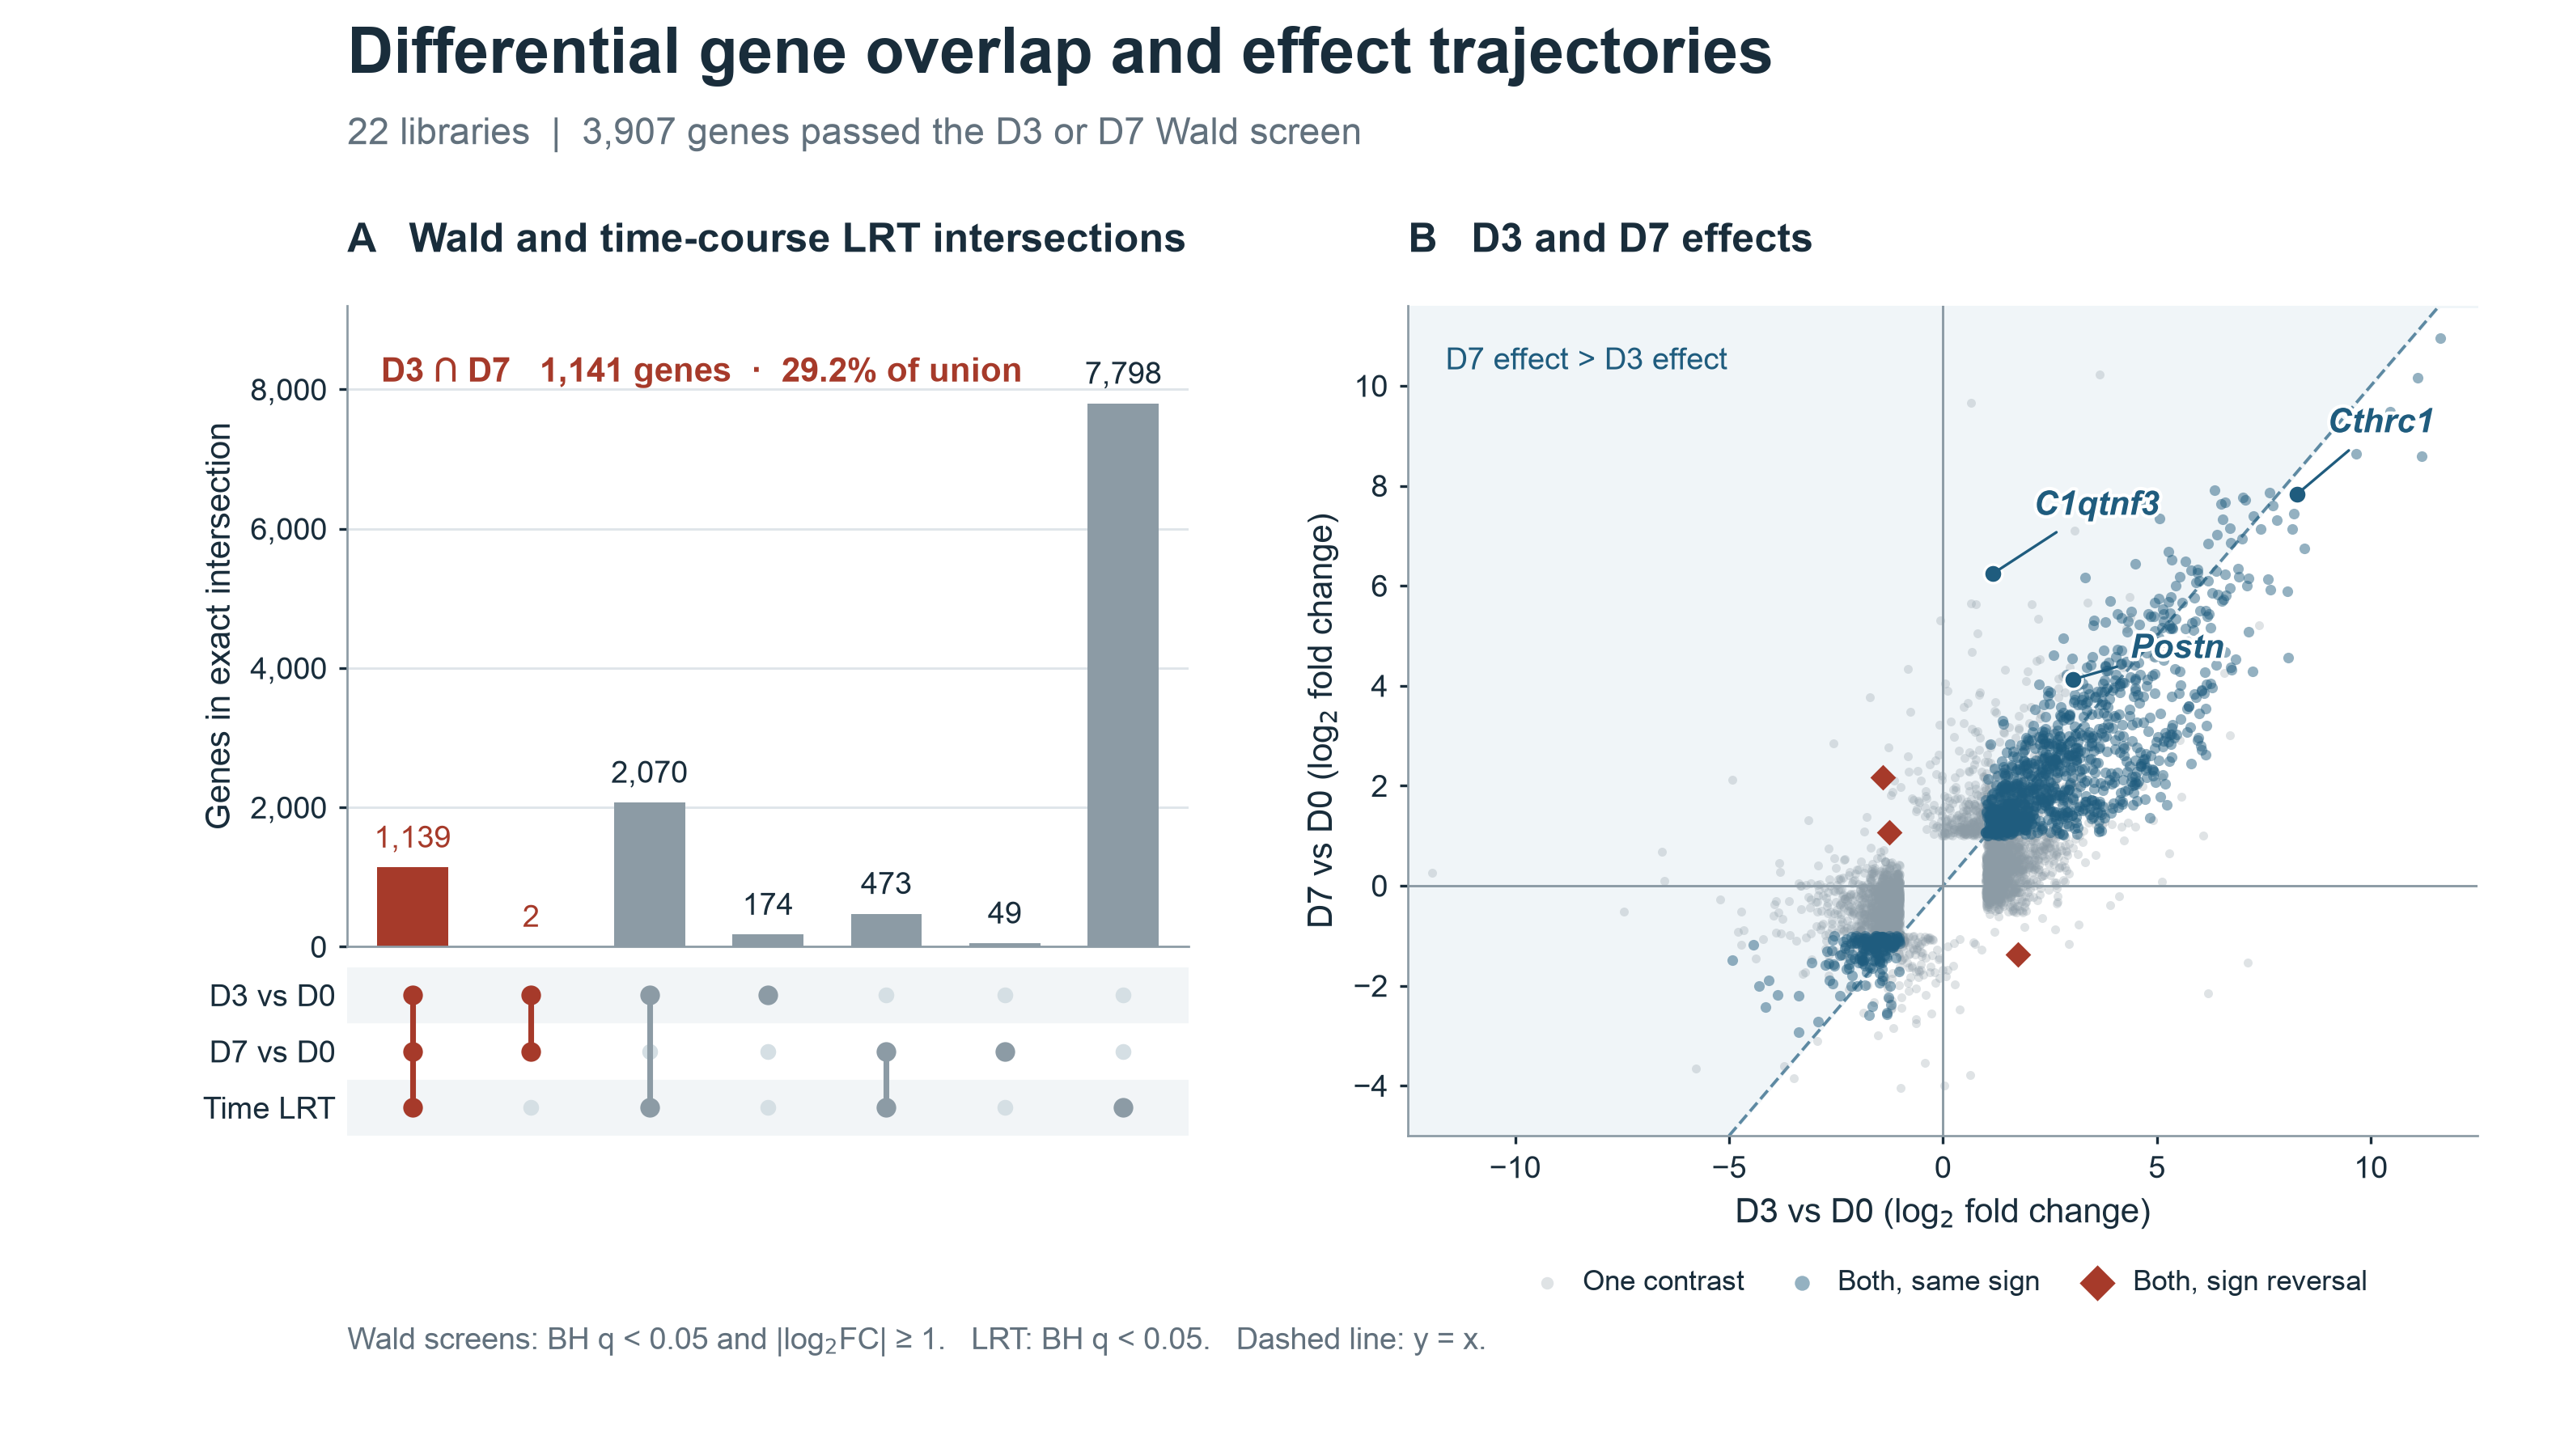 Differential gene overlap and effect trajectories
22 libraries | 3,907 genes passed the D3 or D7 Wald screen
A Wald and time-course LRT intersections
D3 ∩ D7 1,141 genes · 29.2% of union
Genes in exact intersection
8,000
6,000
4,000
2,000
0
1,139
2
2,070
174
473
49
7,798
D3 vs D0
D7 vs D0
Time LRT
B D3 and D7 effects
D7 effect > D3 effect
D7 vs D0 (log₂ fold change)
10
8
6
4
2
0
−2
−4
Cthrc1
C1qtnf3
Postn
−10 −5 0 5 10
D3 vs D0 (log₂ fold change)
One contrast Both, same sign Both, sign reversal
Wald screens: BH q < 0.05 and |log₂FC| ≥ 1. LRT: BH q < 0.05. Dashed line: y = x.